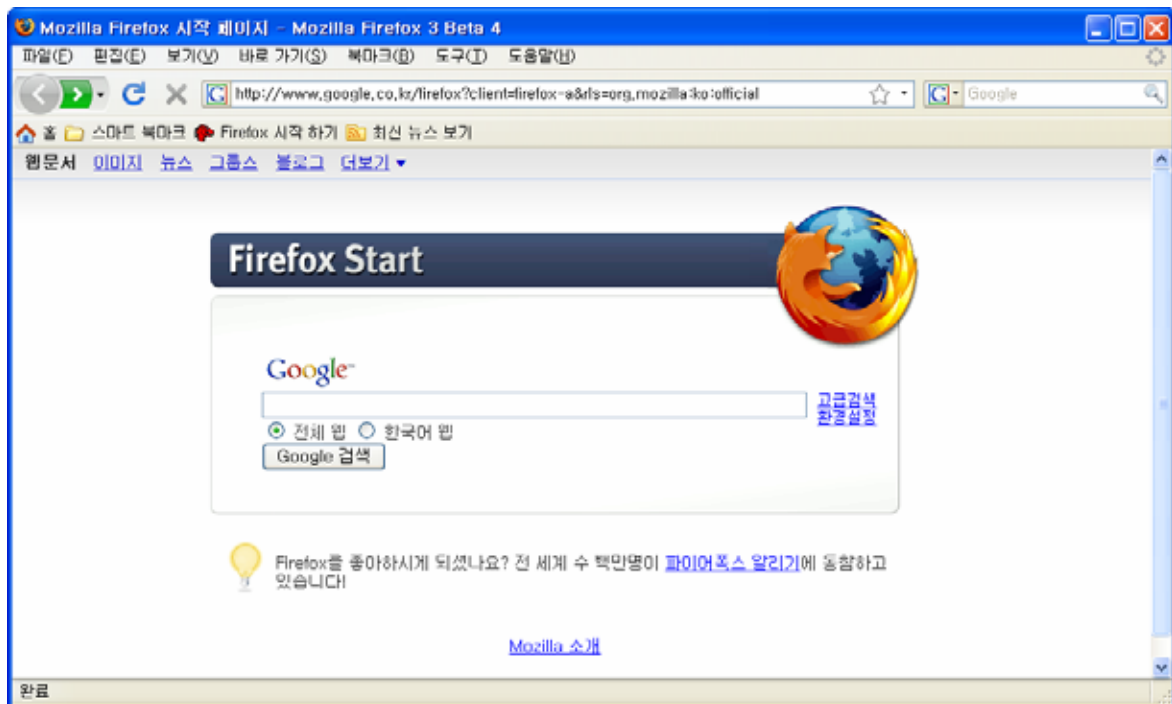 Mozilla Firefox 시작 페이지 - Mozilla Firefox 3 Beta 4
파일(F) 편집(E) 보기(V) 바로 가기(S) 북마크(B) 도구(T) 도움말(H)
http://www.google.co.kr/firefox?client=firefox-a&rls=org.mozilla:ko:official G Google
홈 스마트 북마크 Firefox 시작 하기 최신 뉴스 보기
웹문서 이미지 뉴스 그룹스 블로그 더보기 ▼
Firefox Start
Google™
고급검색
환경설정
전체 웹 한국어 웹
Google 검색
Firefox를 좋아하시게 되셨나요? 전 세계 수 백만명이 파이어폭스 알리기에 동참하고
있습니다!
Mozilla 소개
완료